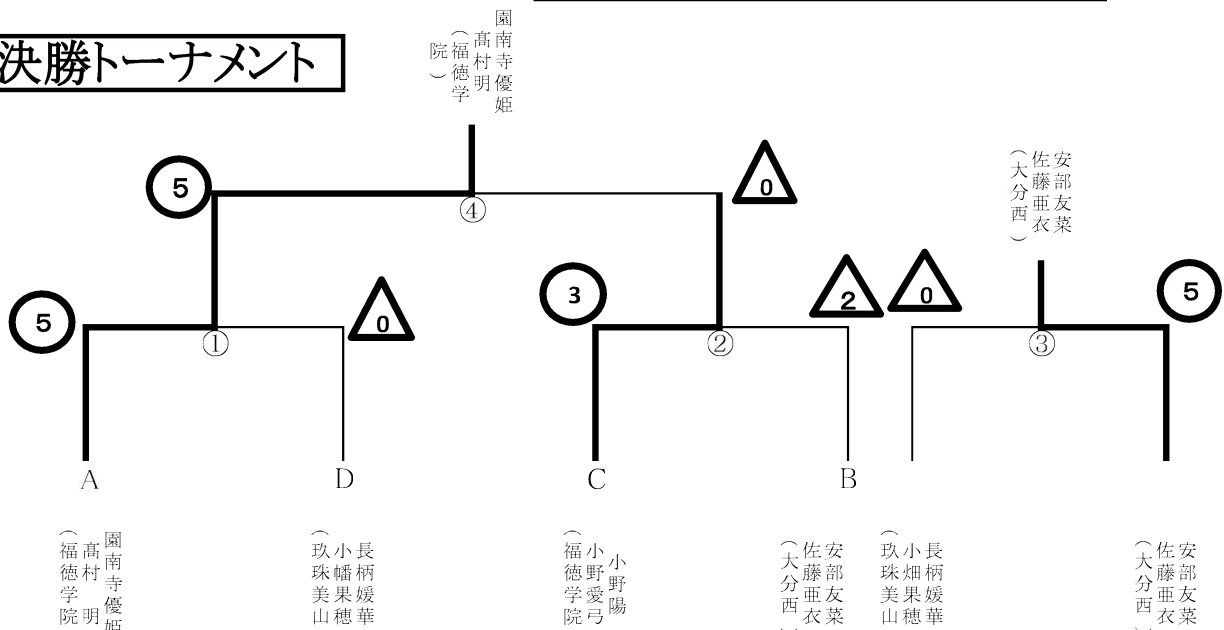 決勝トーナメント
園南寺優姫
髙村明
（福徳学
院）
5
0
④
安部友菜
佐藤亜衣
（大分西）
5
0
①
3
2
②
0
5
③
A
D
C
B
園南寺優姫
髙村　明
（福徳学院
長柄媛華
小幡果穂
（玖珠美山
小野陽
小野愛弓
（福徳学院
安部友菜
佐藤亜衣
（大分西）
長柄媛華
小畑果穂
（玖珠美山
安部友菜
佐藤亜衣
（大分西）